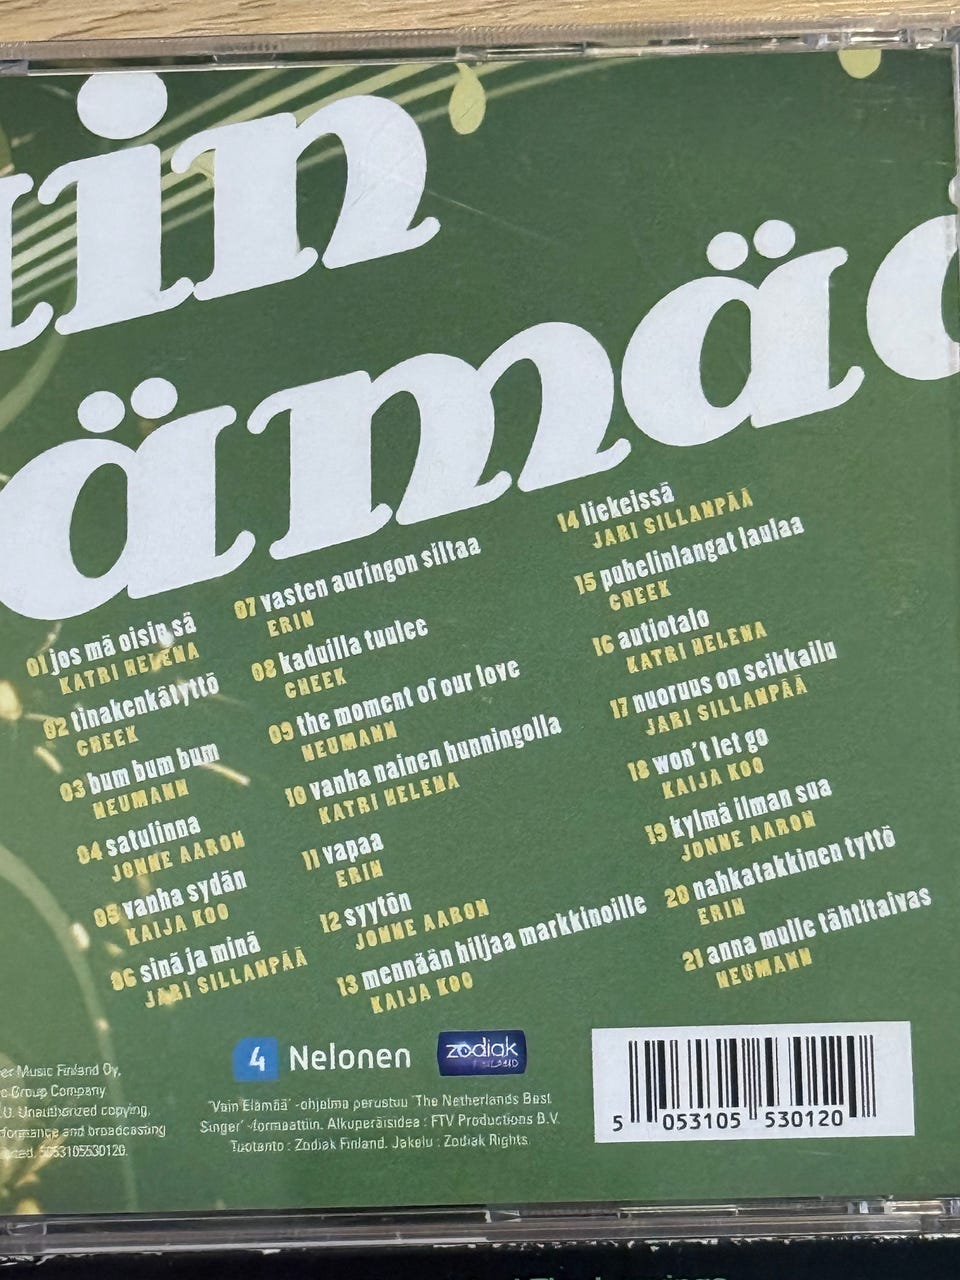 in
ämää
01 jos mä oisin sä
KATRI HELENA
02 tinakenkätyttö
CHEEK
03 bum bum bum
NEUMANN
04 satulinna
JONNE AARON
05 vanha sydän
KAIJA KOO
06 sinä ja minä
JARI SILLANPÄÄ
07 vasten auringon siltaa
ERIN
08 kaduilla tuulee
CHEEK
09 the moment of our love
NEUMANN
10 vanha nainen hunningolla
KATRI HELENA
11 vapaa
ERIN
12 syytön
JONNE AARON
13 mennään hiljaa markkinoille
KAIJA KOO
14 liekeissä
JARI SILLANPÄÄ
15 puhelinlangat laulaa
CHEEK
16 autiotalo
KATRI HELENA
17 nuoruus on seikkailu
JARI SILLANPÄÄ
18 won't let go
KAIJA KOO
19 kylmä ilman sua
JONNE AARON
20 nahkatakkinen tyttö
ERIN
21 anna mulle tähtitaivas
NEUMANN
er Music Finland Oy,
c Group Company
U. Unauthorized copying,
formance and broadcasting
5053105530120.
4 Nelonen
zodiak
FINLAND
'Vain Elämää' -ohjelma perustuu 'The Netherlands Best
Singer' -formaattiin. Alkuperäisidea : FTV Productions B.V.
Tuotanto : Zodiak Finland. Jakelu : Zodiak Rights.
5 053105 530120